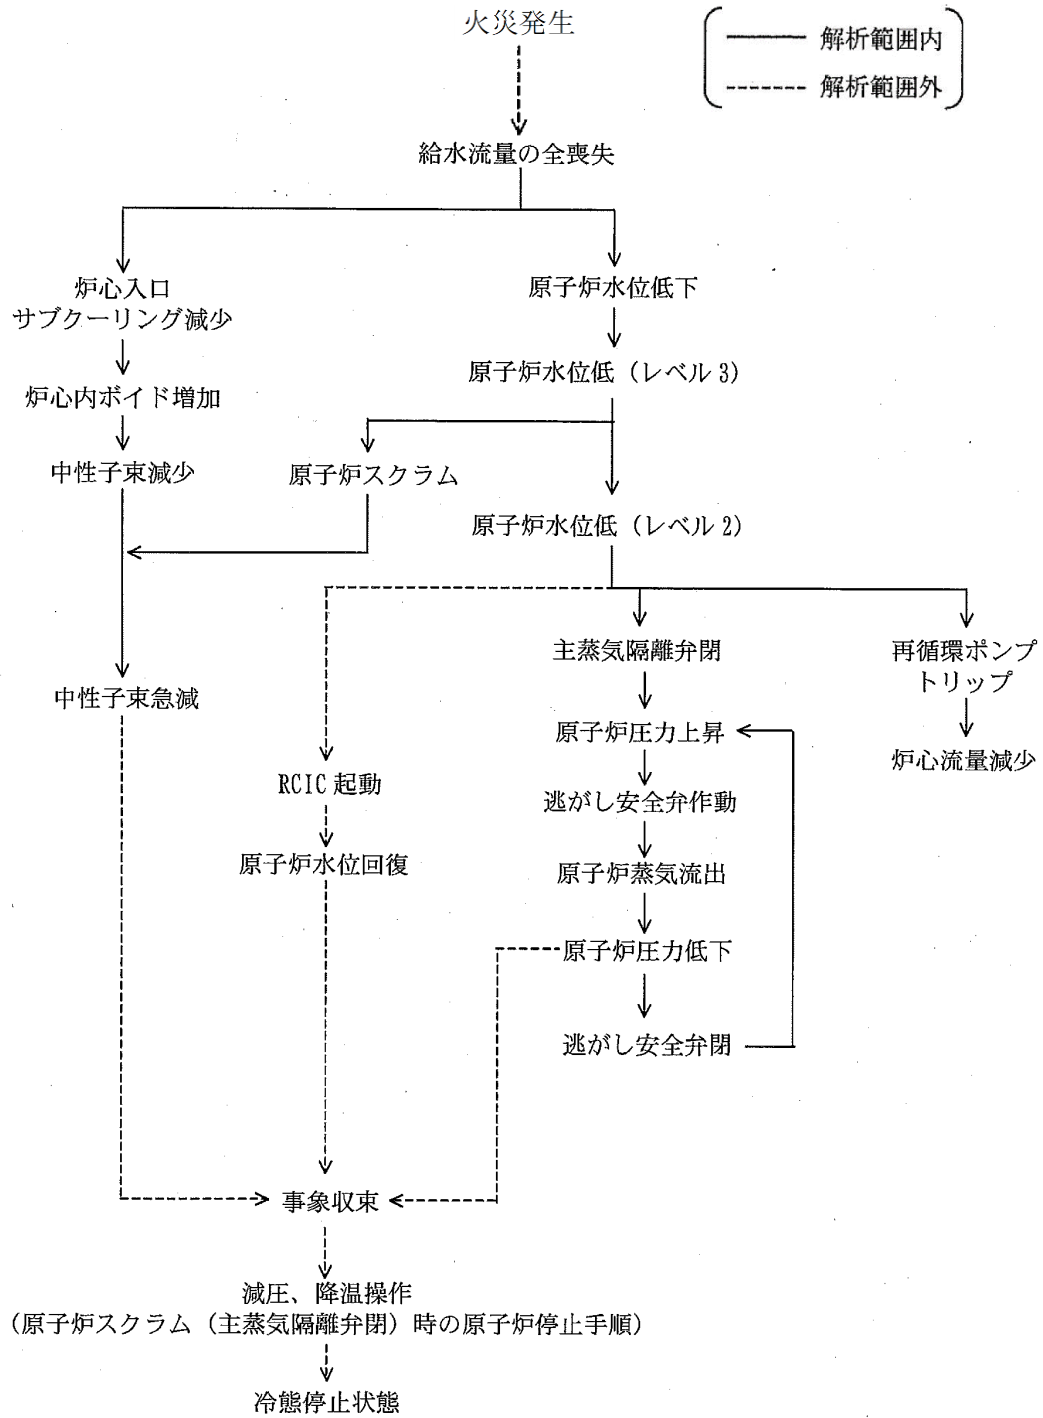 火災発生
解析範囲内
解析範囲外
給水流量の全喪失
炉心入口
サブクーリング減少
原子炉水位低下
原子炉水位低（レベル3）
炉心内ボイド増加
中性子束減少
原子炉スクラム
原子炉水位低（レベル2）
中性子束急減
主蒸気隔離弁閉
再循環ポンプ
トリップ
原子炉圧力上昇
炉心流量減少
RCIC 起動
逃がし安全弁作動
原子炉水位回復
原子炉蒸気流出
原子炉圧力低下
逃がし安全弁閉
事象収束
減圧、降温操作
（原子炉スクラム（主蒸気隔離弁閉）時の原子炉停止手順）
冷態停止状態